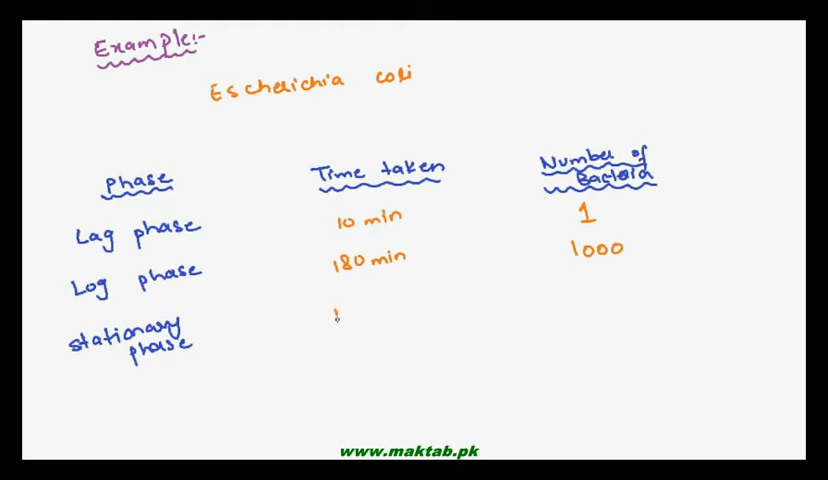 Example:-
Escherichia coli
Phase Time taken Number of Bacteria
Lag phase 10 min 1
Log phase 180 min 1000
stationary phase 1
www.maktab.pk